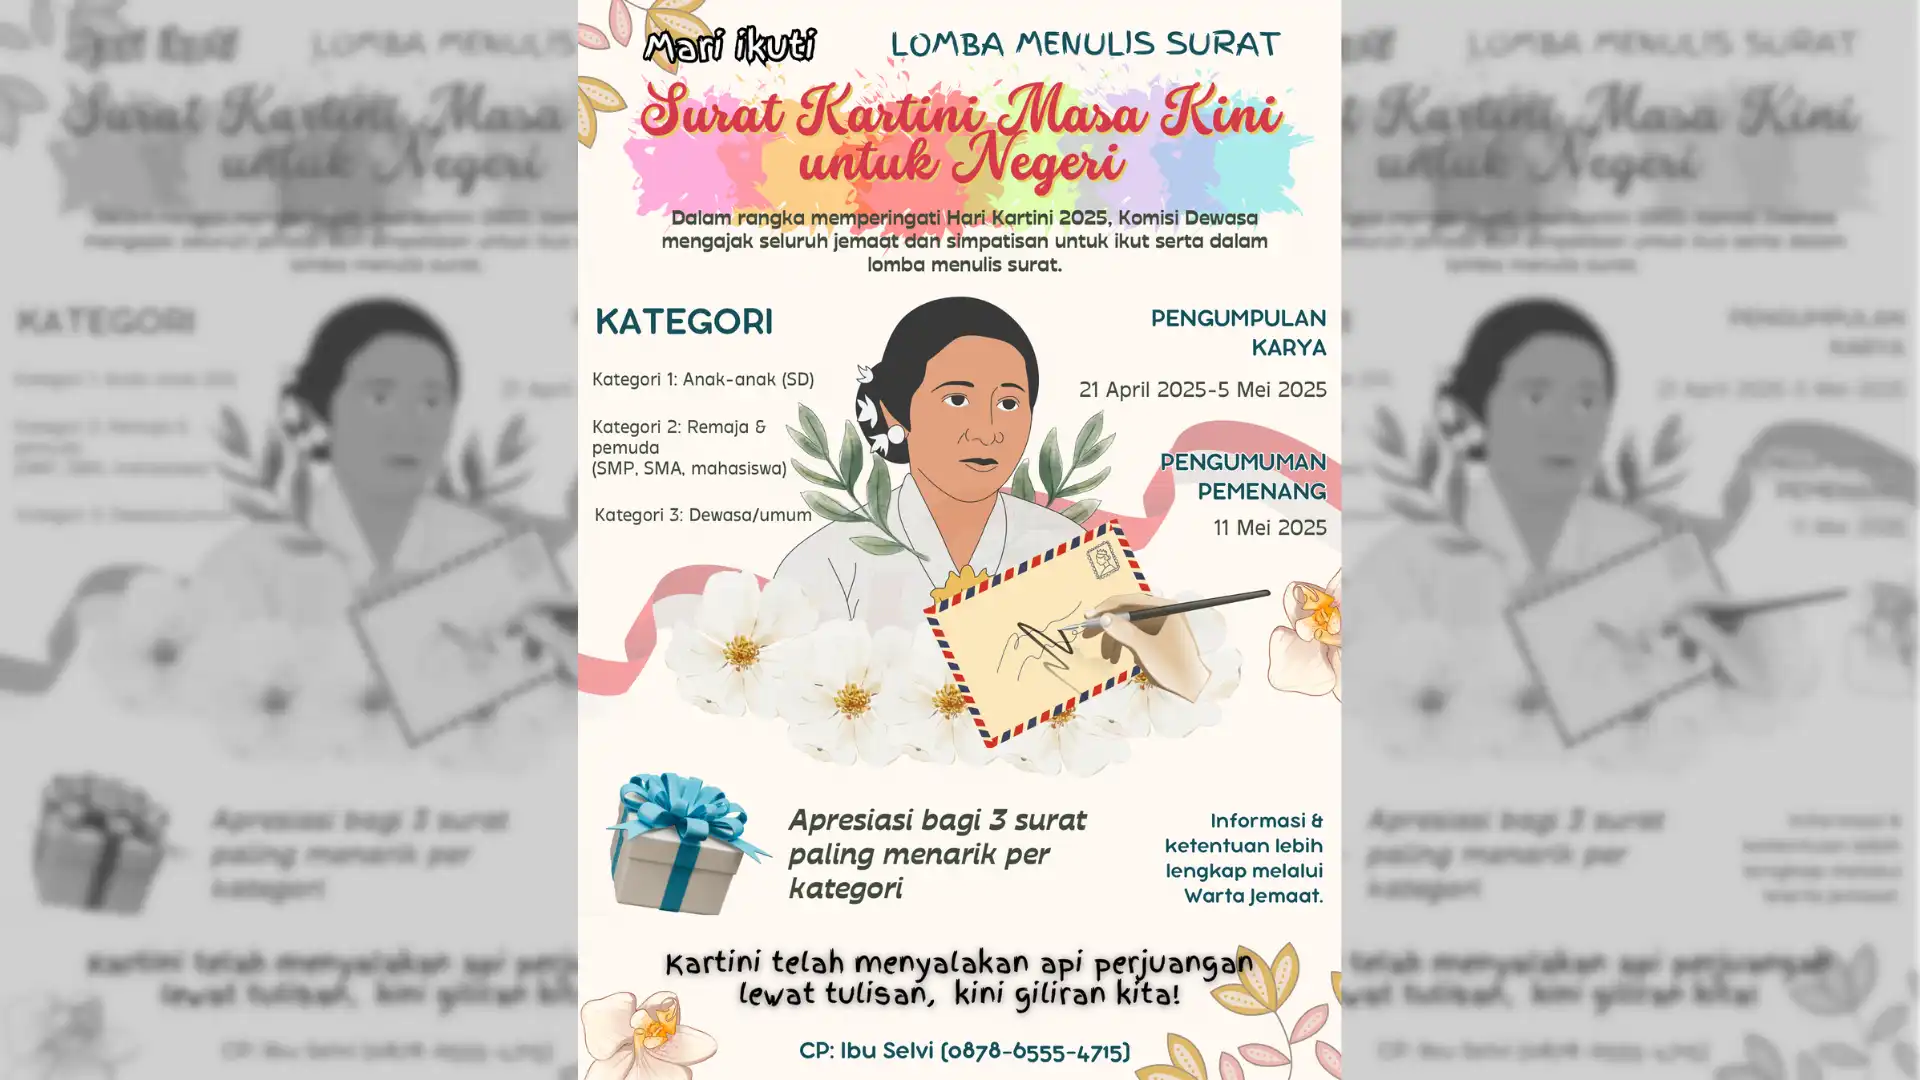 Mari ikuti
LOMBA MENULIS SURAT
Surat Kartini Masa Kini
untuk Negeri
Dalam rangka memperingati Hari Kartini 2025, Komisi Dewasa
mengajak seluruh jemaat dan simpatisan untuk ikut serta dalam
lomba menulis surat.
KATEGORI
Kategori 1: Anak-anak (SD)
Kategori 2: Remaja &
pemuda
(SMP, SMA, mahasiswa)
Kategori 3: Dewasa/umum
PENGUMPULAN
KARYA
21 April 2025-5 Mei 2025
PENGUMUMAN
PEMENANG
11 Mei 2025
Apresiasi bagi 3 surat
paling menarik per
kategori
Informasi &
ketentuan lebih
lengkap melalui
Warta Jemaat.
Kartini telah menyalakan api perjuangan
lewat tulisan, kini giliran kita!
CP: Ibu Selvi (0878-6555-4715)